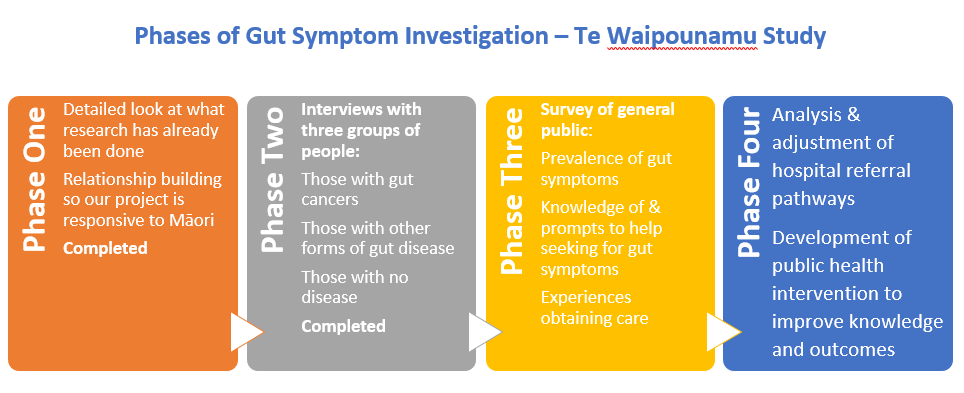 Phases of Gut Symptom Investigation – Te Waipounamu Study
Phase One
Detailed look at what
research has already
been done
Relationship building
so our project is
responsive to Māori
Completed
Phase Two
Interviews with
three groups of
people:
Those with gut
cancers
Those with other
forms of gut disease
Those with no
disease
Completed
Phase Three
Survey of general
public:
Prevalence of gut
symptoms
Knowledge of &
prompts to help
seeking for gut
symptoms
Experiences
obtaining care
Phase Four
Analysis &
adjustment of
hospital referral
pathways
Development of
public health
intervention to
improve knowledge
and outcomes